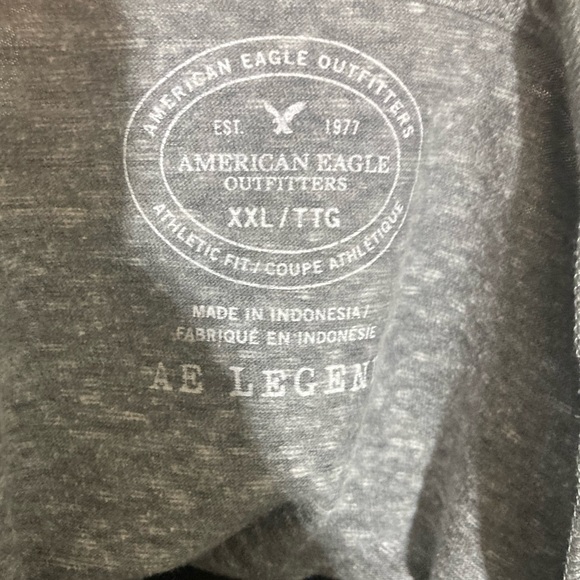 AMERICAN EAGLE OUTFITTERS
EST. 1977
AMERICAN EAGLE
OUTFITTERS
XXL/TTG
ATHLETIC FIT/COUPE ATHLÉTIQUE
MADE IN INDONESIA/
FABRIQUÉ EN INDONÉSIE
AE